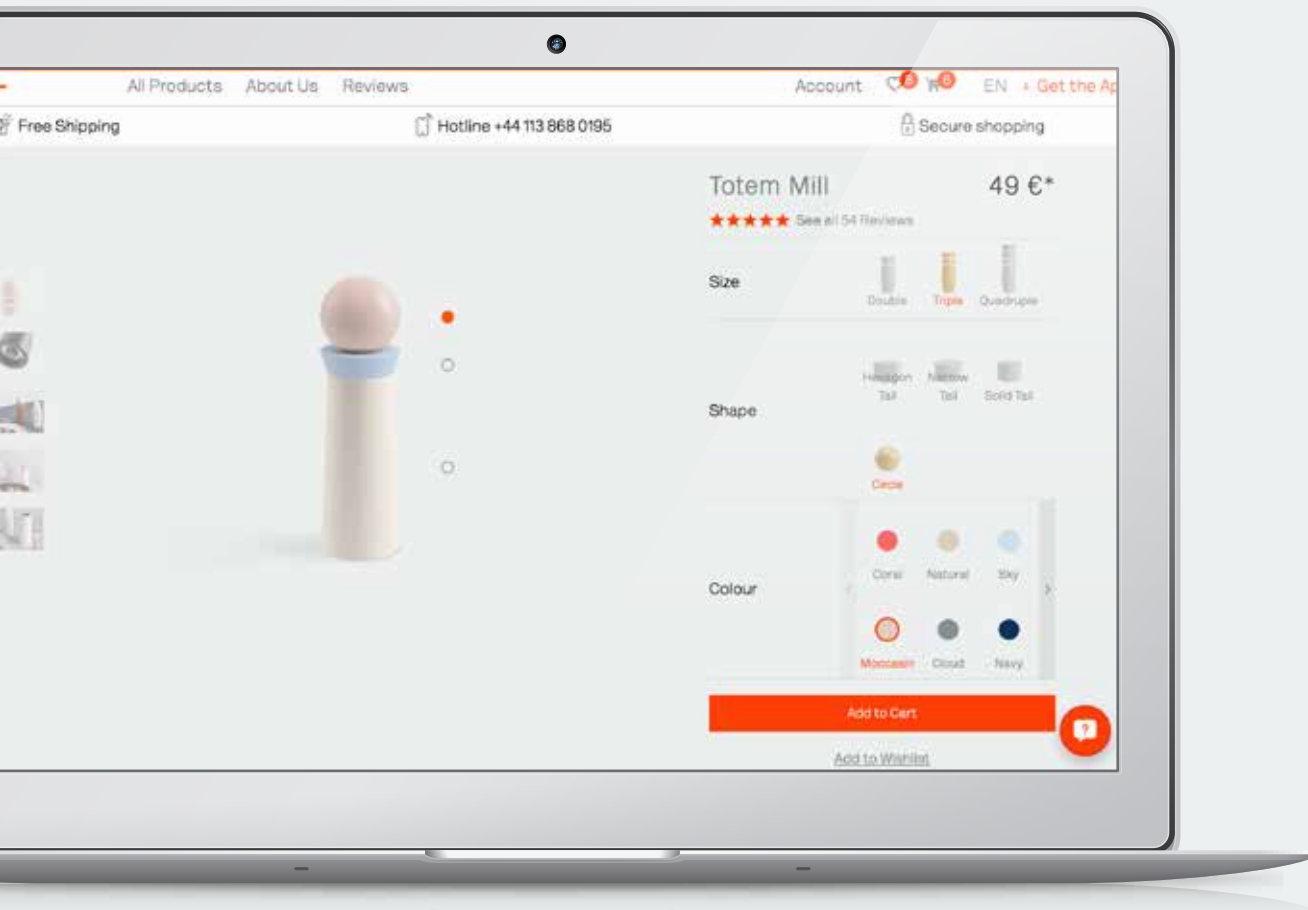 All Products About Us Reviews Account EN + Get the Ap
Free Shipping Hotline +44 113 868 0195 Secure shopping
Totem Mill 49 €*
★★★★★ See all 54 Reviews
Size
Double Triple Quadruple
Shape
Hexagon Tall Narrow Tall Solid Tall
Circle
Colour
Coral Natural Sky
Moccasin Cloud Navy
Add to Cart
?
Add to Wishlist